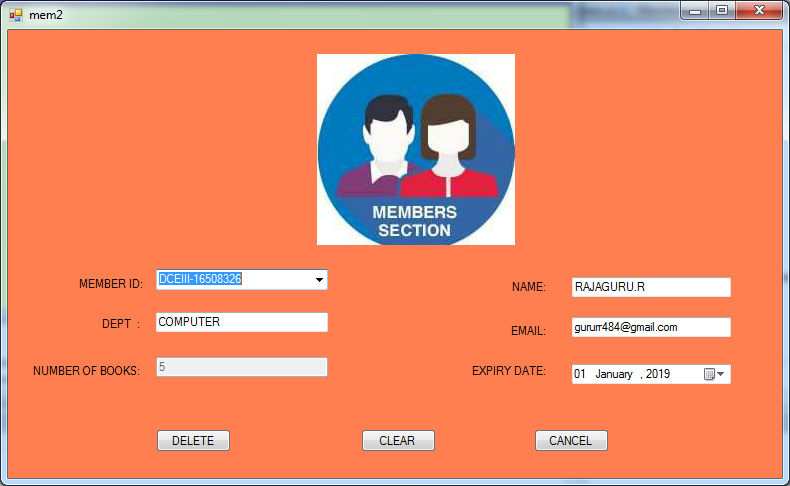 mem2
MEMBERS
SECTION
MEMBER ID: DCEIII-16508326
NAME: RAJAGURU.R
DEPT : COMPUTER
EMAIL: gururr484@gmail.com
NUMBER OF BOOKS: 5
EXPIRY DATE: 01 January , 2019
DELETE CLEAR CANCEL